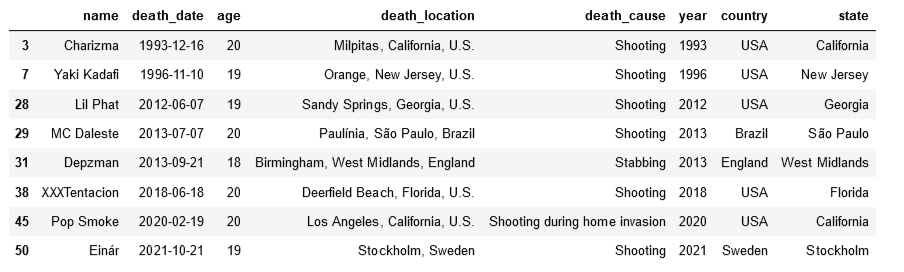 name death_date age death_location death_cause year country state
3 Charizma 1993-12-16 20 Milpitas, California, U.S. Shooting 1993 USA California
7 Yaki Kadafi 1996-11-10 19 Orange, New Jersey, U.S. Shooting 1996 USA New Jersey
28 Lil Phat 2012-06-07 19 Sandy Springs, Georgia, U.S. Shooting 2012 USA Georgia
29 MC Daleste 2013-07-07 20 Paulínia, São Paulo, Brazil Shooting 2013 Brazil São Paulo
31 Depzman 2013-09-21 18 Birmingham, West Midlands, England Stabbing 2013 England West Midlands
38 XXXTentacion 2018-06-18 20 Deerfield Beach, Florida, U.S. Shooting 2018 USA Florida
45 Pop Smoke 2020-02-19 20 Los Angeles, California, U.S. Shooting during home invasion 2020 USA California
50 Einár 2021-10-21 19 Stockholm, Sweden Shooting 2021 Sweden Stockholm